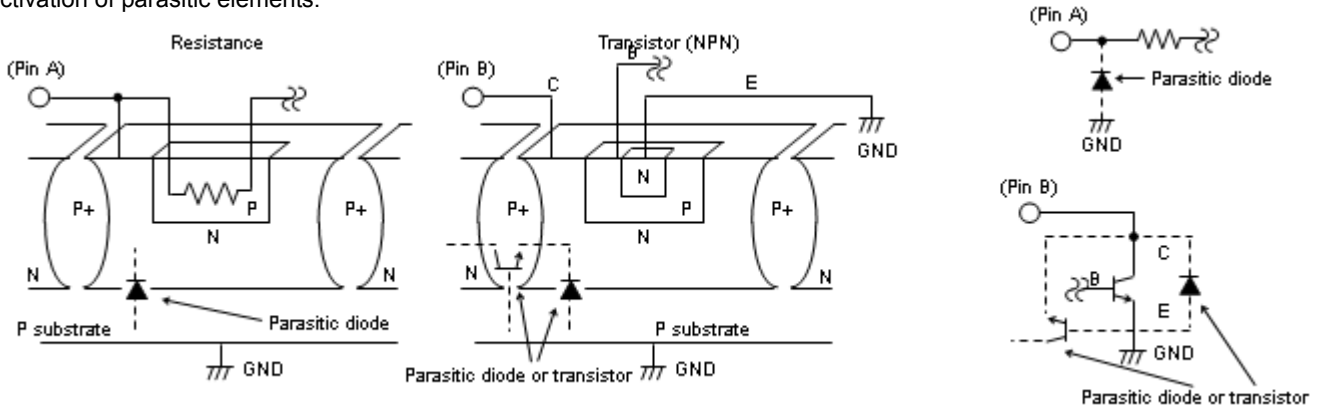 ctivation of parasitic elements.
Resistance
(Pin A)
P+
P
P+
N
N
N
Parasitic diode
P substrate
GND
Transistor (NPN)
(Pin B)
C
B
E
GND
N
P+
P
P+
N
N
N
P substrate
Parasitic diode or transistor
GND
(Pin A)
Parasitic diode
GND
(Pin B)
C
B
E
GND
Parasitic diode or transistor